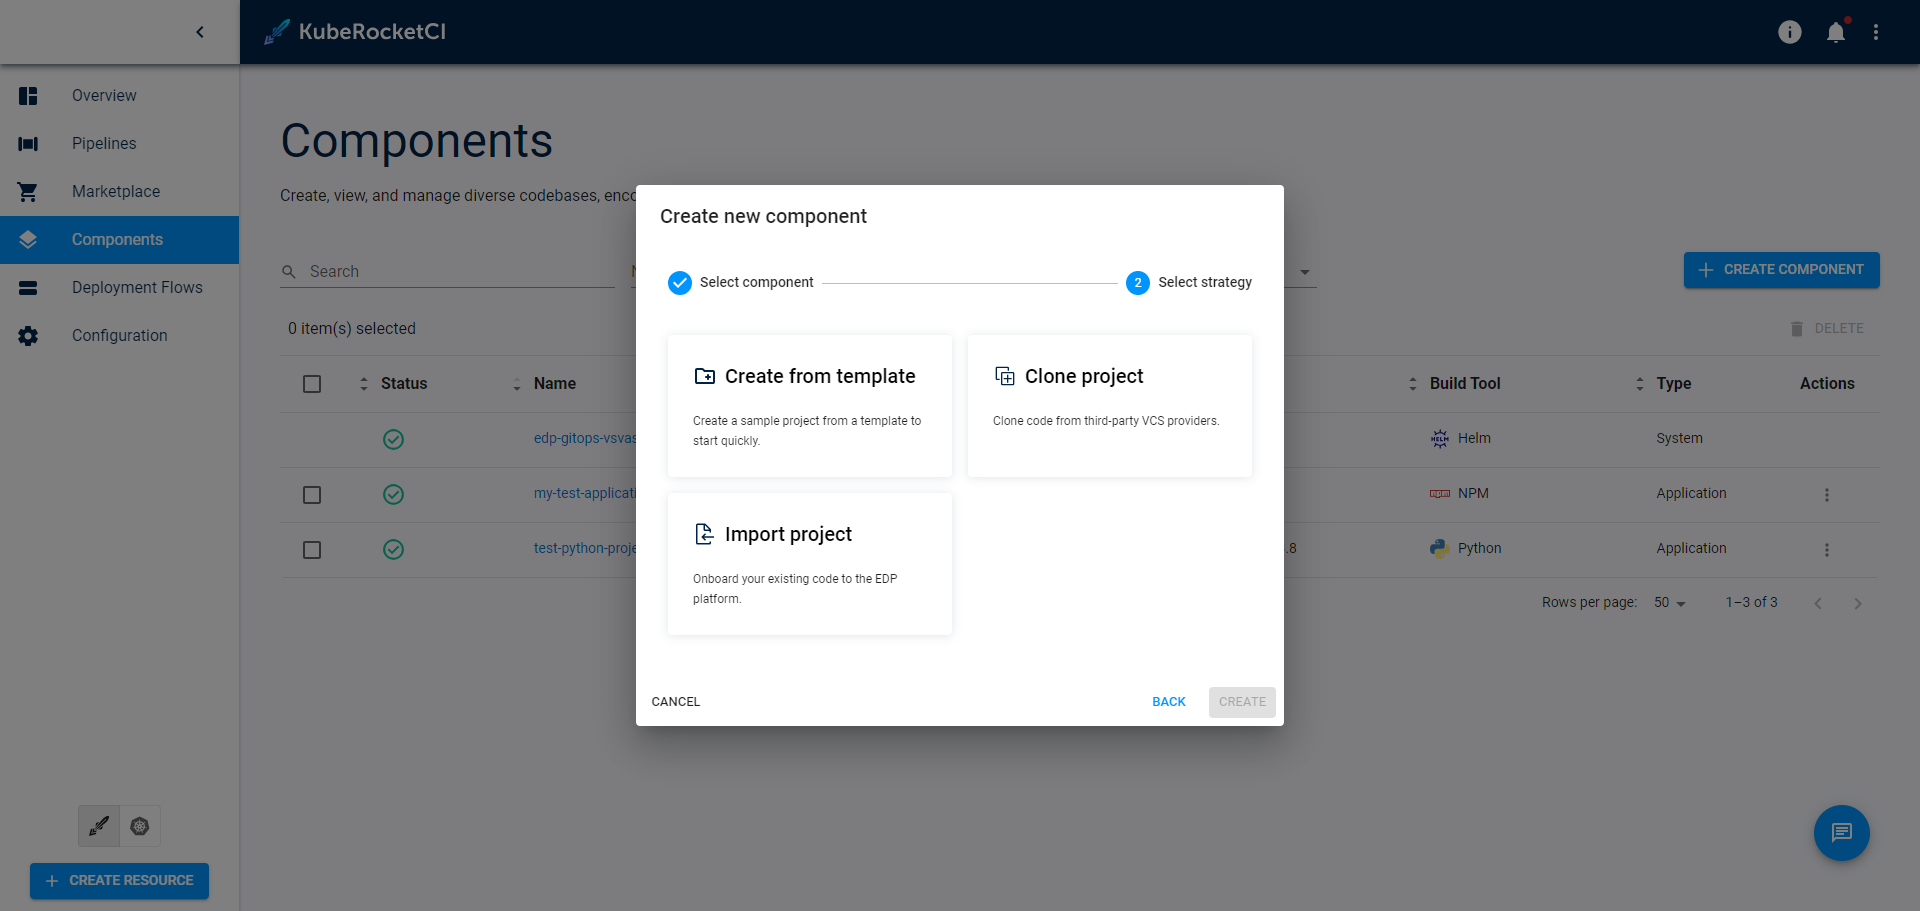 KubeRocketCI
Overview
Pipelines
Marketplace
Components
Deployment Flows
Configuration
CREATE RESOURCE
Components
Create, view, and manage diverse codebases,
Search
CREATE COMPONENT
0 item(s) selected
DELETE
Status Name Build Tool Type Actions
edp-gitops-vsvas Helm System
my-test-applicati NPM Application
test-python-proje .8 Python Application
Rows per page: 50 1–3 of 3
Create new component
Select component 2 Select strategy
Create from template
Create a sample project from a template to
start quickly.
Clone project
Clone code from third-party VCS providers.
Import project
Onboard your existing code to the EDP
platform.
CANCEL BACK CREATE